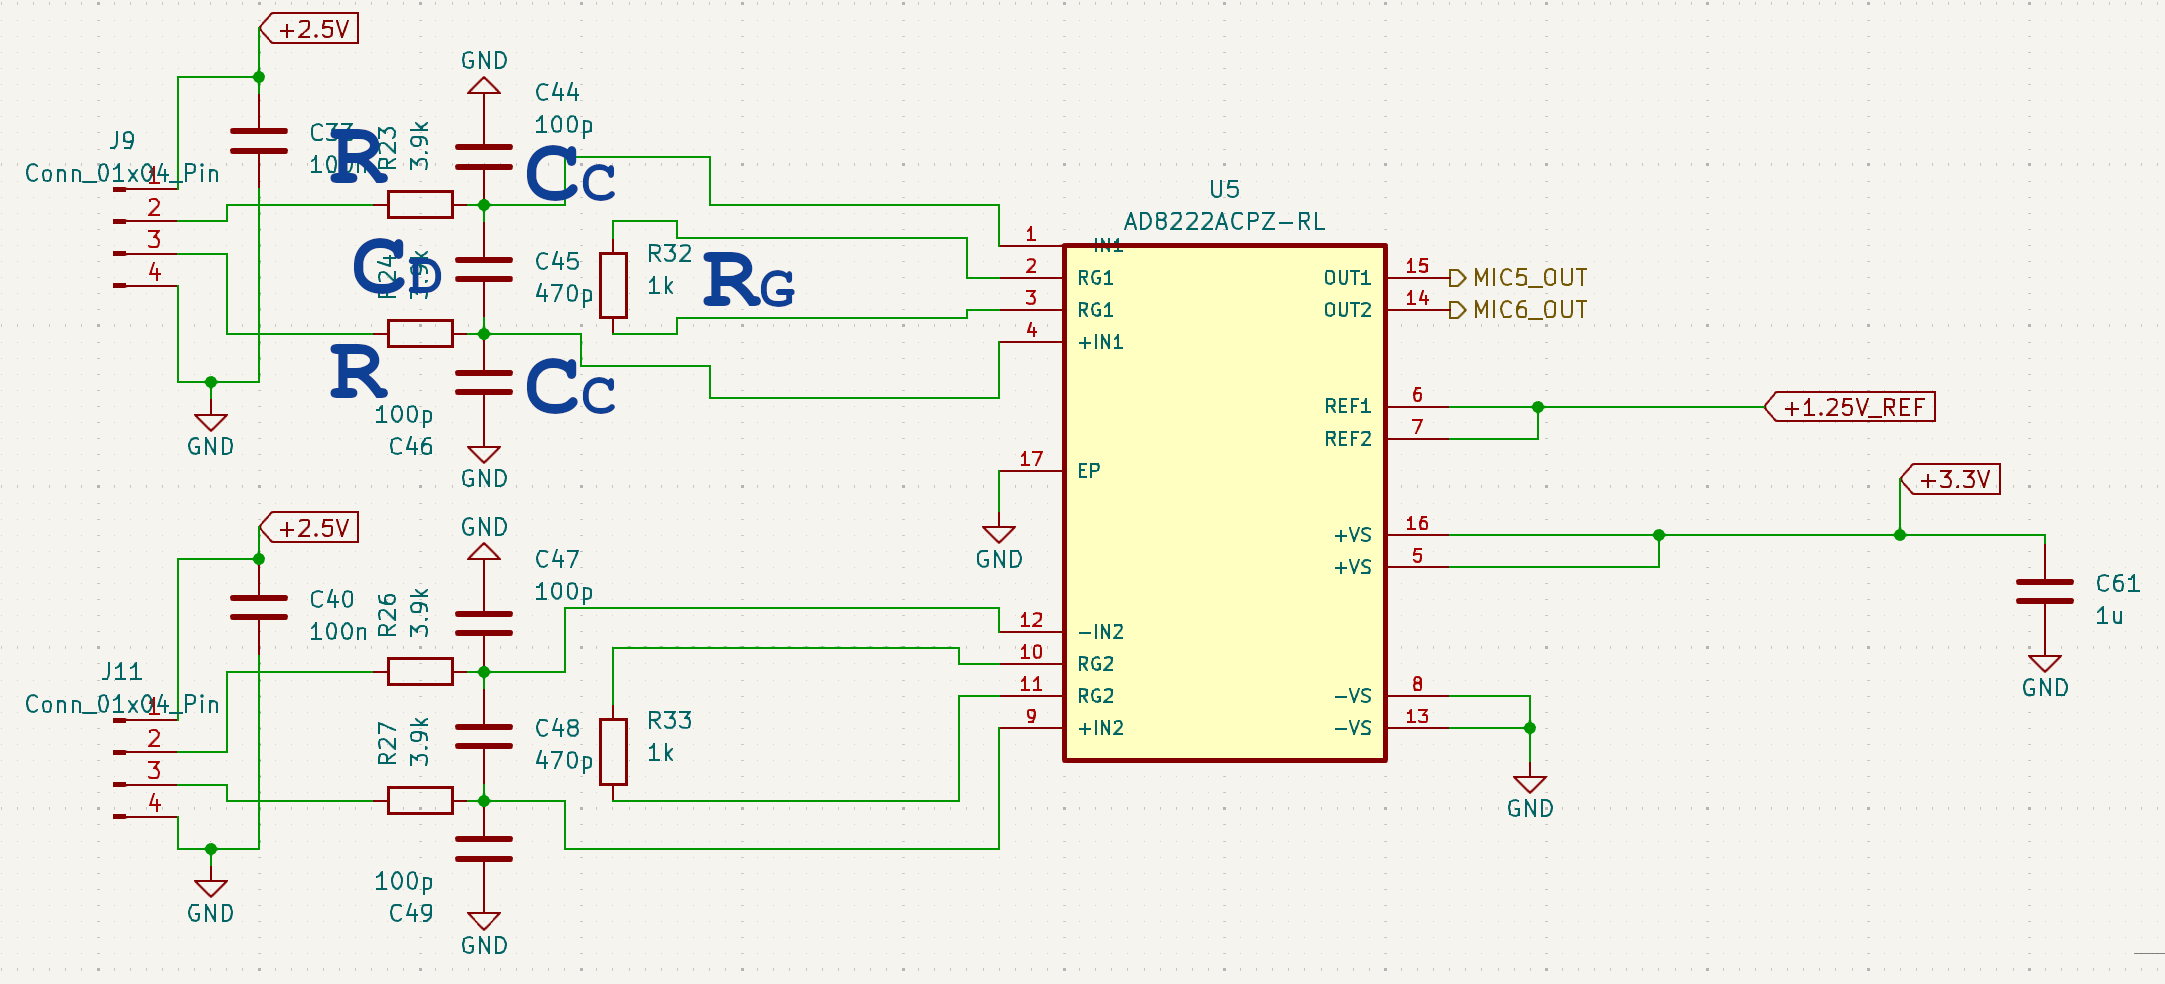 +2.5V
GND
C44
100p
J9
Conn_01x04_Pin
1
2
3
4
C33
100n
R
R23
3.9k
CC
CD
R24
3.9k
C45
470p
R32
1k
RG
R
CC
100p
C46
GND
GND
U5
AD8222ACPZ-RL
1
2
3
4
17
12
10
11
9
-IN1
RG1
RG1
+IN1
EP
-IN2
RG2
RG2
+IN2
OUT1
OUT2
REF1
REF2
+VS
+VS
-VS
-VS
15
14
6
7
16
5
8
13
MIC5_OUT
MIC6_OUT
+1.25V_REF
+3.3V
C61
1u
GND
GND
GND
+2.5V
GND
C47
100p
C40
100n
R26
3.9k
J11
Conn_01x04_Pin
1
2
3
4
R27
3.9k
C48
470p
R33
1k
100p
C49
GND
GND